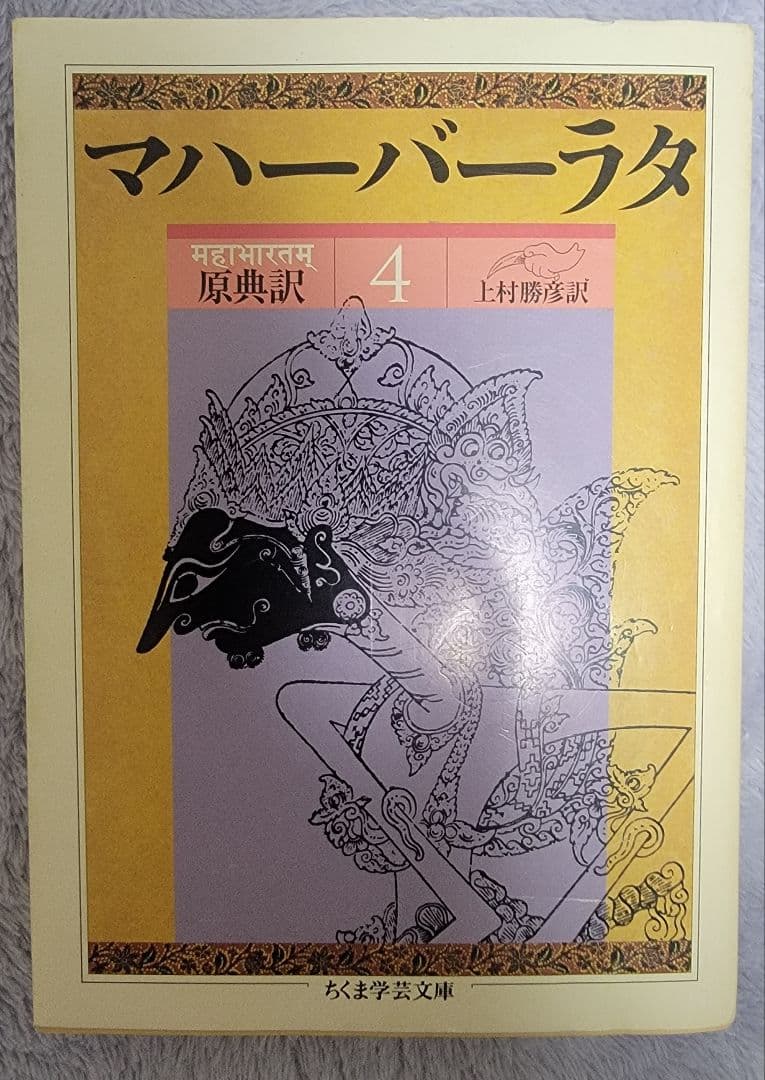 マハーバーラタ
महाभारतम्
原典訳
4
上村勝彦訳
ちくま学芸文庫